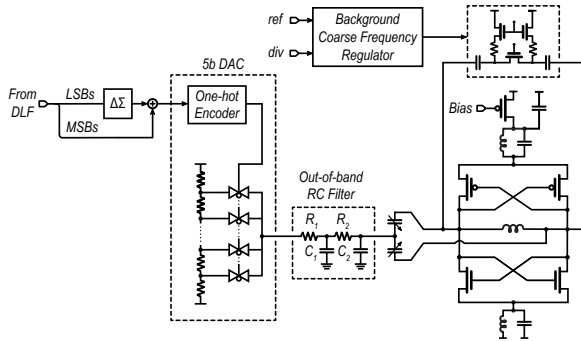 ref
div
Background
Coarse Frequency
Regulator
5b DAC
From
DLF
LSBs
MSBs
ΔΣ
One-hot
Encoder
Bias
Out-of-band
RC Filter
R1 R2
C1 C2